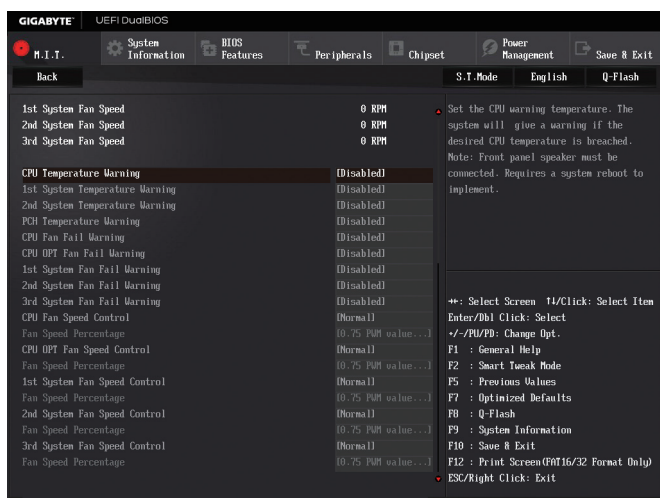 GIGABYTE™ UEFI DualBIOS
M.I.T.
System Information
BIOS Features
Peripherals
Chipset
Power Management
Save & Exit
Back
S.T.Mode English Q-Flash
1st System Fan Speed 0 RPM
2nd System Fan Speed 0 RPM
3rd System Fan Speed 0 RPM
CPU Temperature Warning [Disabled]
1st System Temperature Warning [Disabled]
2nd System Temperature Warning [Disabled]
PCH Temperature Warning [Disabled]
CPU Fan Fail Warning [Disabled]
CPU OPT Fan Fail Warning [Disabled]
1st System Fan Fail Warning [Disabled]
2nd System Fan Fail Warning [Disabled]
3rd System Fan Fail Warning [Disabled]
CPU Fan Speed Control [Normal]
Fan Speed Percentage [0.75 PWM value...]
CPU OPT Fan Speed Control [Normal]
Fan Speed Percentage [0.75 PWM value...]
1st System Fan Speed Control [Normal]
Fan Speed Percentage [0.75 PWM value...]
2nd System Fan Speed Control [Normal]
Fan Speed Percentage [0.75 PWM value...]
3rd System Fan Speed Control [Normal]
Fan Speed Percentage [0.75 PWM value...]
Set the CPU warning temperature. The
system will give a warning if the
desired CPU temperature is breached.
Note: Front panel speaker must be
connected. Requires a system reboot to
implement.
→←: Select Screen ↑↓/Click: Select Item
Enter/Dbl Click: Select
+/-/PU/PD: Change Opt.
F1 : General Help
F2 : Smart Tweak Mode
F5 : Previous Values
F7 : Optimized Defaults
F8 : Q-Flash
F9 : System Information
F10 : Save & Exit
F12 : Print Screen(FAT16/32 Format Only)
ESC/Right Click: Exit